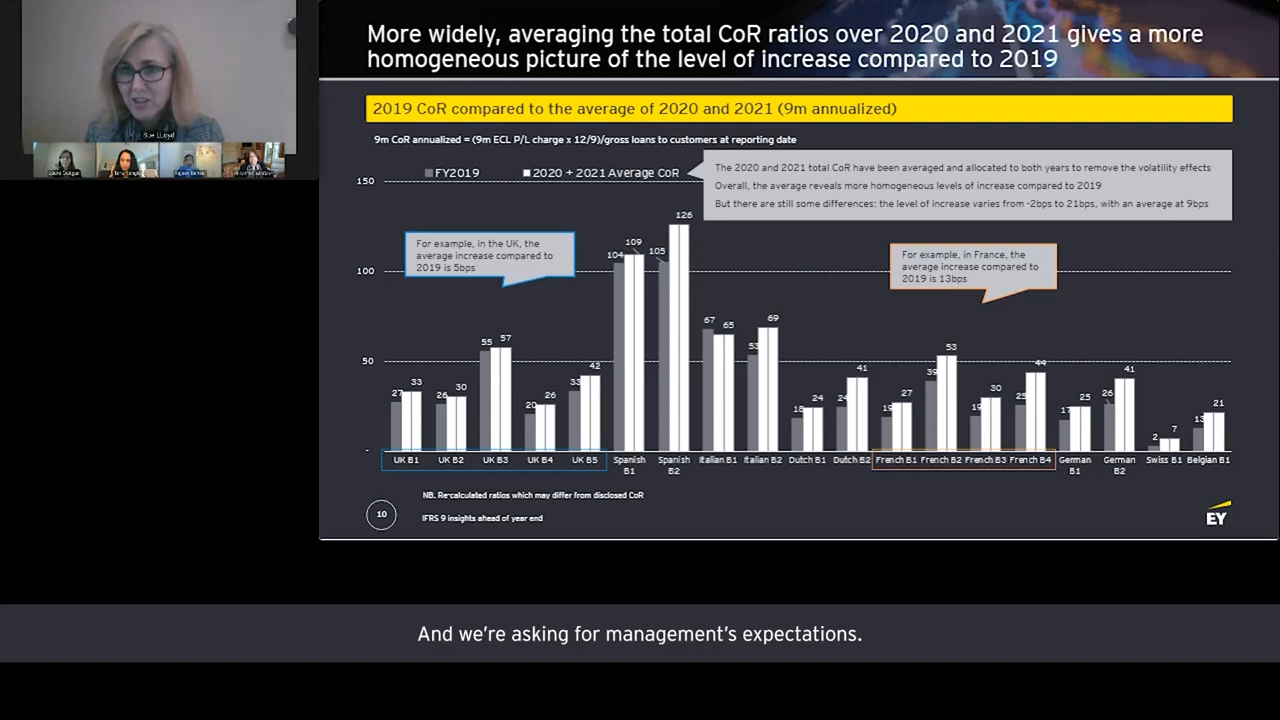 More widely, averaging the total CoR ratios over 2020 and 2021 gives a more
homogeneous picture of the level of increase compared to 2019
Sue LLoyd
2019 CoR compared to the average of 2020 and 2021 (9m annualized)
9m CoR annualized = (9m ECL P/L charge x 12/9)/gross loans to customers at reporting date
FY2019
2020 + 2021 Average CoR
The 2020 and 2021 total CoR have been averaged and allocated to both years to remove the volatility effects
Overall, the average reveals more homogeneous levels of increase compared to 2019
But there are still some differences: the level of increase varies from -2bps to 21bps, with an average at 9bps
For example, in the UK, the
average increase compared to
2019 is 5bps
For example, in France, the
average increase compared to
2019 is 13bps
150
100
50
-
27 33
26 30
55 57
20 26
33 42
104 109
105 126
67 65
53 69
18 24
24 41
19 27
39 53
19 30
25 44
17 25
26 41
2 7
13 21
UK B1
UK B2
UK B3
UK B4
UK B5
Spanish
B1
Spanish
B2
Italian B1
Italian B2
Dutch B1
Dutch B2
French B1
French B2
French B3
French B4
German
B1
German
B2
Swiss B1
Belgian B1
NB. Re-calculated ratios which may differ from disclosed CoR
10
IFRS 9 insights ahead of year end
EY
And we're asking for management's expectations.